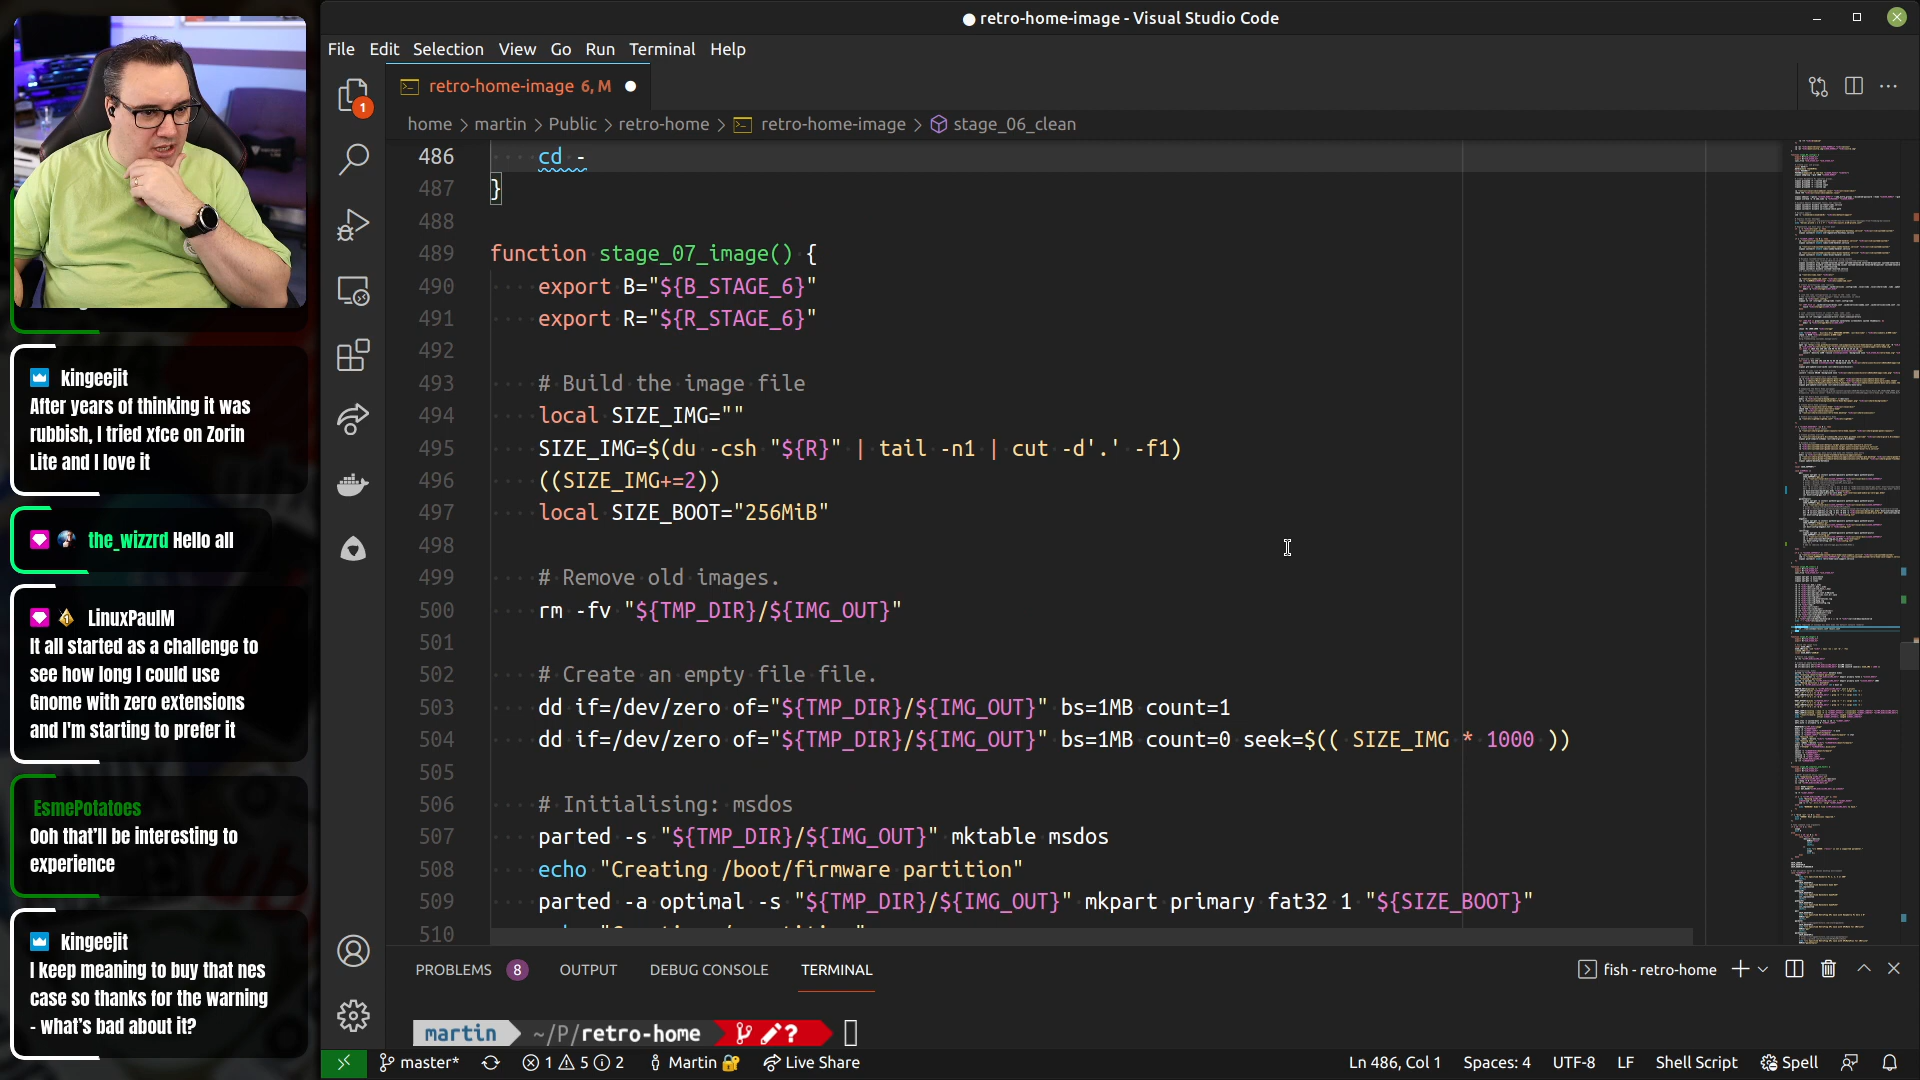 kingeejit
After years of thinking it was
rubbish, I tried xfce on Zorin
Lite and I love it
the_wizzrd Hello all
LinuxPaulM
It all started as a challenge to
see how long I could use
Gnome with zero extensions
and I'm starting to prefer it
EsmePotatoes
Ooh that'll be interesting to
experience
kingeejit
I keep meaning to buy that nes
case so thanks for the warning
- what's bad about it?
● retro-home-image - Visual Studio Code
File Edit Selection View Go Run Terminal Help
1
retro-home-image 6, M
home > martin > Public > retro-home > retro-home-image > stage_06_clean
486 cd -
487 }
488
489 function stage_07_image() {
490 export B="${B_STAGE_6}"
491 export R="${R_STAGE_6}"
492
493 # Build the image file
494 local SIZE_IMG=""
495 SIZE_IMG=$(du -csh "${R}" | tail -n1 | cut -d'.' -f1)
496 ((SIZE_IMG+=2))
497 local SIZE_BOOT="256MiB"
498
499 # Remove old images.
500 rm -fv "${TMP_DIR}/${IMG_OUT}"
501
502 # Create an empty file file.
503 dd if=/dev/zero of="${TMP_DIR}/${IMG_OUT}" bs=1MB count=1
504 dd if=/dev/zero of="${TMP_DIR}/${IMG_OUT}" bs=1MB count=0 seek=$(( SIZE_IMG * 1000 ))
505
506 # Initialising: msdos
507 parted -s "${TMP_DIR}/${IMG_OUT}" mktable msdos
508 echo "Creating /boot/firmware partition"
509 parted -a optimal -s "${TMP_DIR}/${IMG_OUT}" mkpart primary fat32 1 "${SIZE_BOOT}"
510
PROBLEMS 8 OUTPUT DEBUG CONSOLE TERMINAL
fish - retro-home
martin ~/P/retro-home ?
master* 1 5 2 Martin Live Share
Ln 486, Col 1 Spaces: 4 UTF-8 LF Shell Script Spell